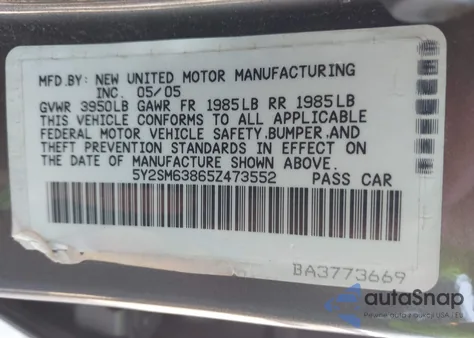 MFD.BY: NEW UNITED MOTOR MANUFACTURING
INC. 05/05
GVWR 3950LB GAWR FR 1985LB RR 1985LB
THIS VEHICLE CONFORMS TO ALL APPLICABLE
FEDERAL MOTOR VEHICLE SAFETY.BUMPER.AND
THEFT PREVENTION STANDARDS IN EFFECT ON
THE DATE OF MANUFACTURE SHOWN ABOVE.
5Y2SM63865Z473552 PASS CAR
BA3773669
autoSnap